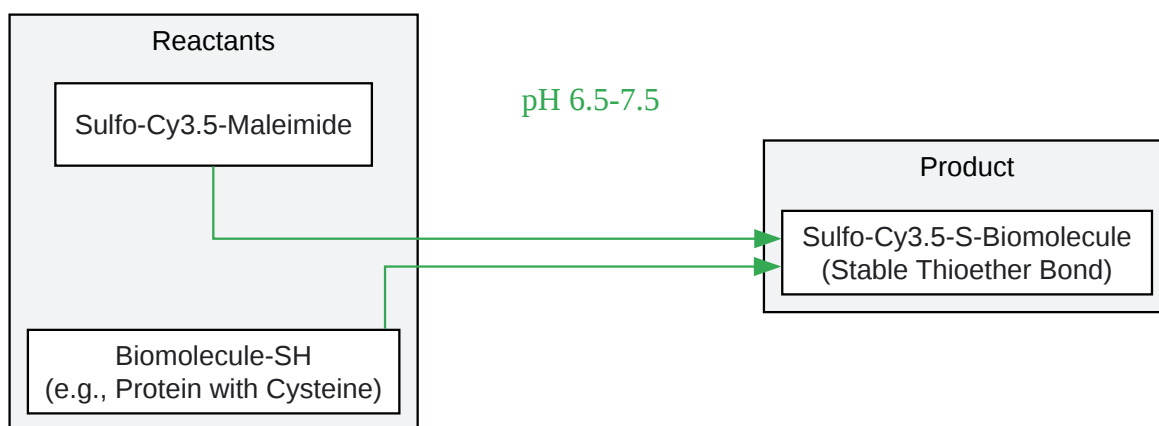 Reactants
Sulfo-Cy3.5-Maleimide
pH 6.5-7.5
Product
Sulfo-Cy3.5-S-Biomolecule
(Stable Thioether Bond)
Biomolecule-SH
(e.g., Protein with Cysteine)